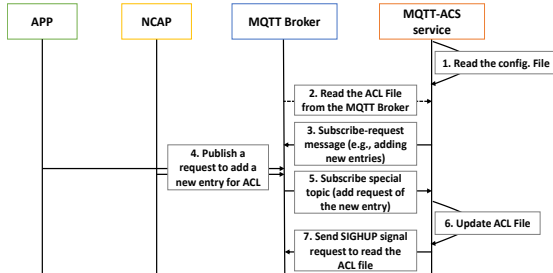 APP
NCAP
MQTT Broker
MQTT-ACS
service
1. Read the config. File
2. Read the ACL File
from the MQTT Broker
3. Subscribe-request
message (e.g., adding
new entries)
4. Publish a
request to add a
new entry for ACL
5. Subscribe special
topic (add request of
the new entry)
6. Update ACL File
7. Send SIGHUP signal
request to read the
ACL file